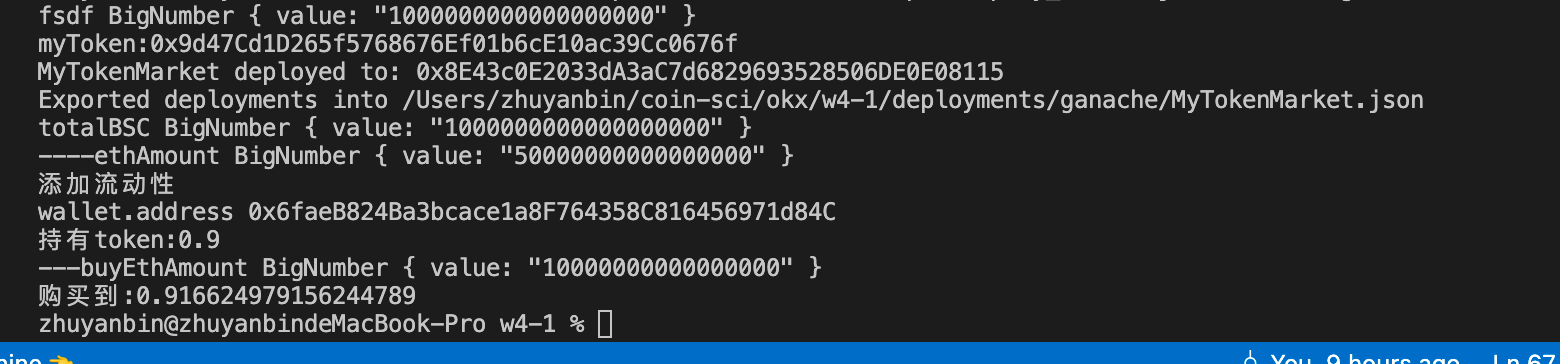 fsdf BigNumber { value: "1000000000000000000" }
myToken:0x9d47Cd1D265f5768676Ef01b6cE10ac39Cc0676f
MyTokenMarket deployed to: 0x8E43c0E2033dA3aC7d6829693528506DE0E08115
Exported deployments into /Users/zhuyanbin/coin-sci/okx/w4-1/deployments/ganache/MyTokenMarket.json
totalBSC BigNumber { value: "1000000000000000000" }
----ethAmount BigNumber { value: "50000000000000000" }
添加流动性
wallet.address 0x6faeB824Ba3bcace1a8F764358C816456971d84C
持有token:0.9
---buyEthAmount BigNumber { value: "10000000000000000" }
购买到:0.916624979156244789
zhuyanbin@zhuyanbindeMacBook-Pro w4-1 %
You, 9 hours ago Ln 67